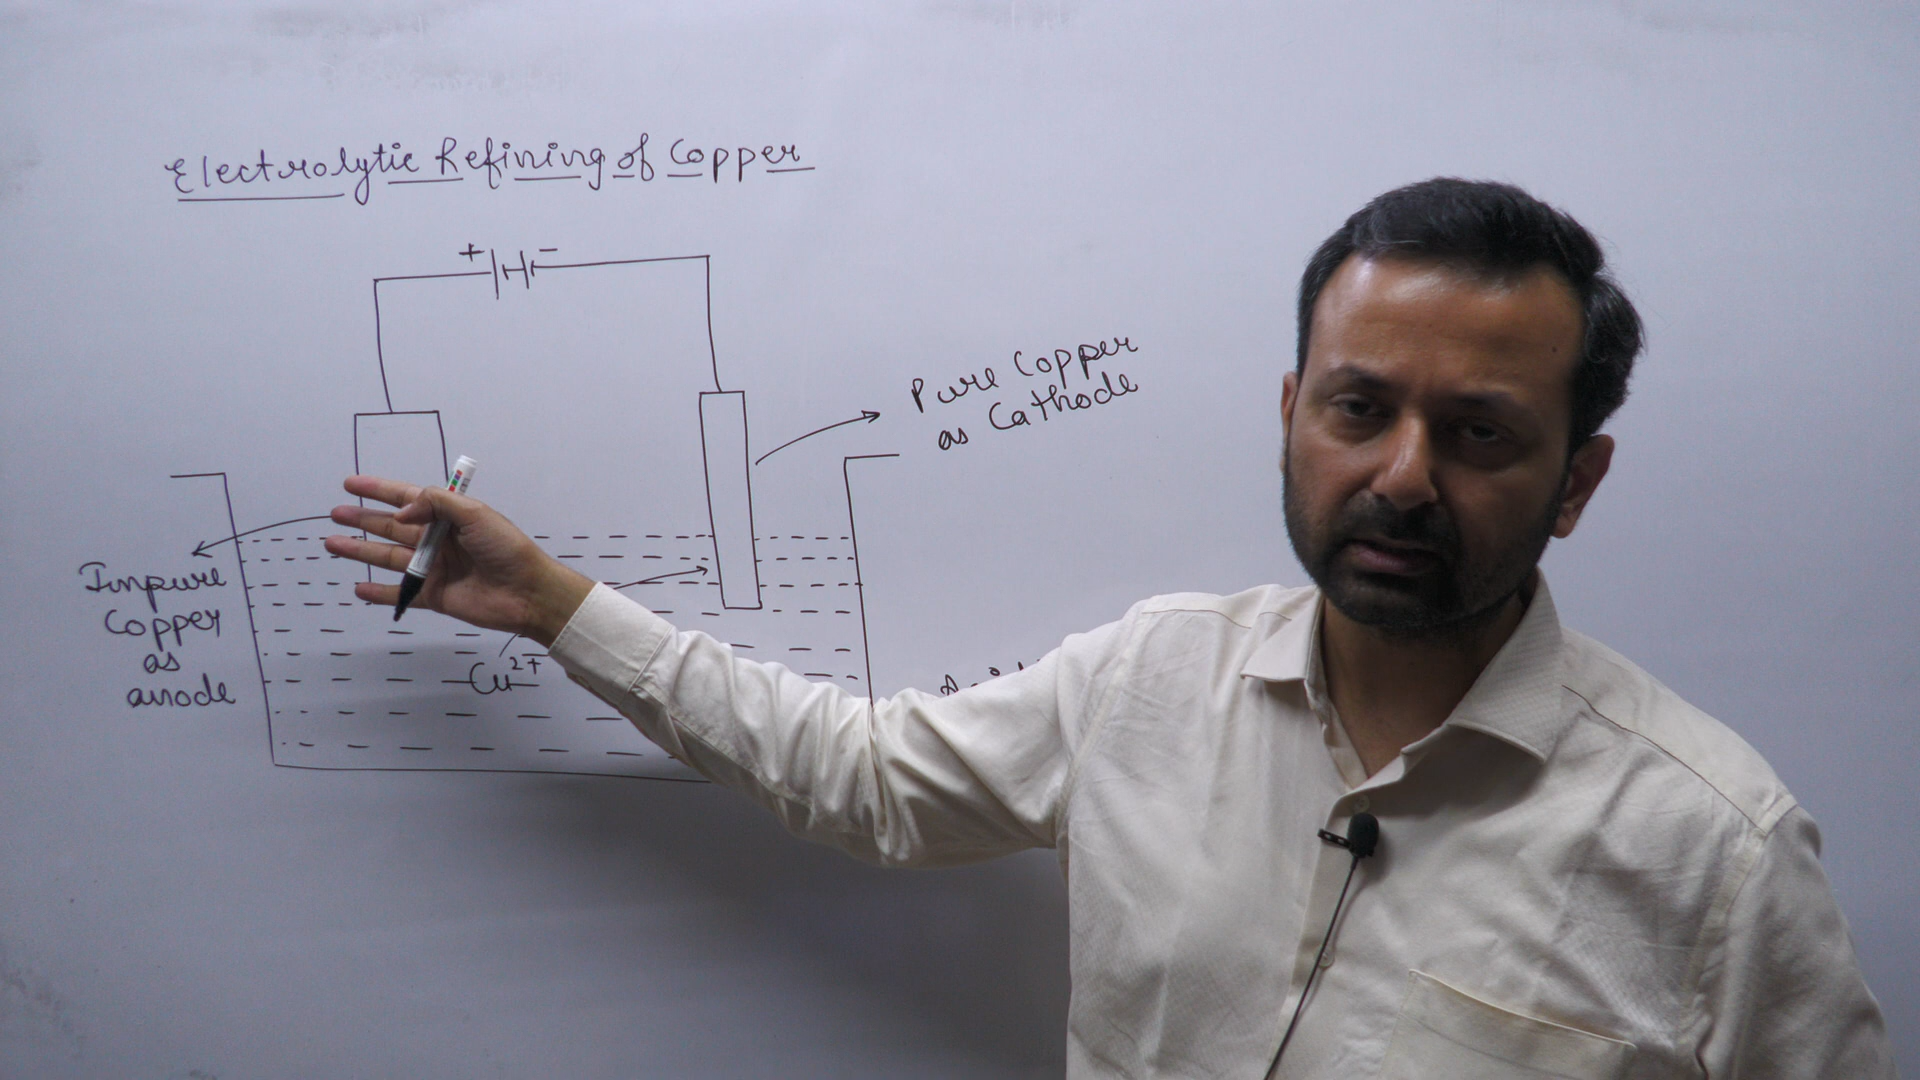 Electrolytic Refining of Copper
+ -
Pure Copper
as Cathode
Impure
Copper
as
anode
Cu2+